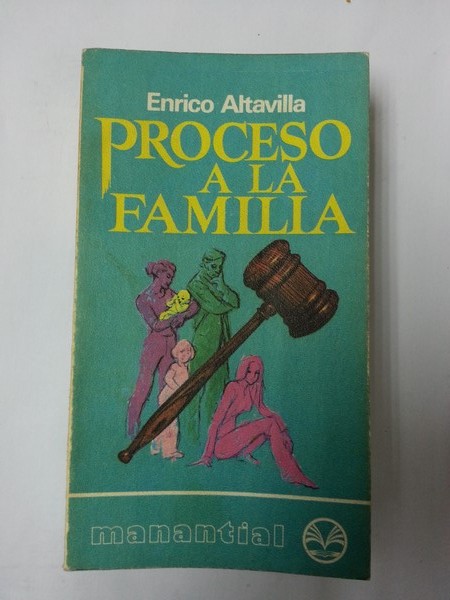 Enrico Altavilla
PROCESO
A LA
FAMILIA
manantial